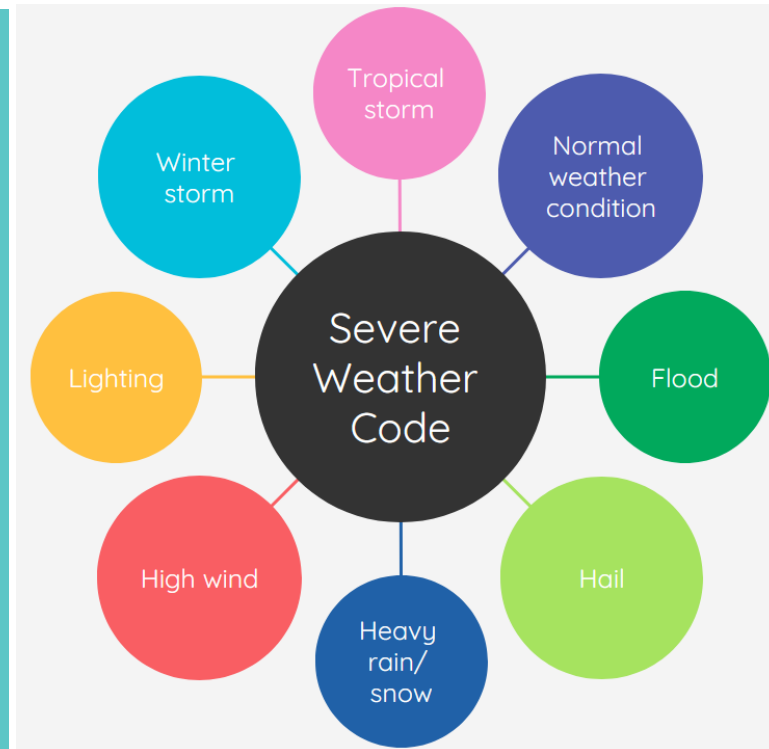 Tropical
storm
Winter
storm
Normal
weather
condition
Severe
Weather
Code
Lighting
Flood
High wind
Hail
Heavy
rain/
snow